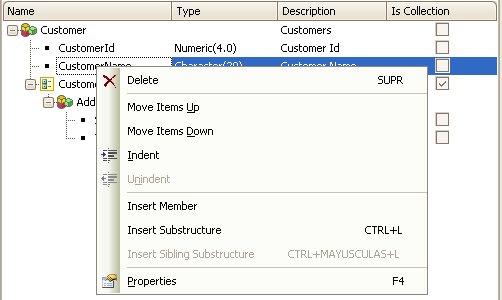 Name Type Description Is Collection
Customer Customers
CustomerId Numeric(4.0) Customer Id
CustomerName Character(20) Customer Name
Delete SUPR
Custome
Move Items Up
Add
Move Items Down
Indent
Unindent
Insert Member
Insert Substructure CTRL+L
Insert Sibling Substructure CTRL+MAYUSCULAS+L
Properties F4